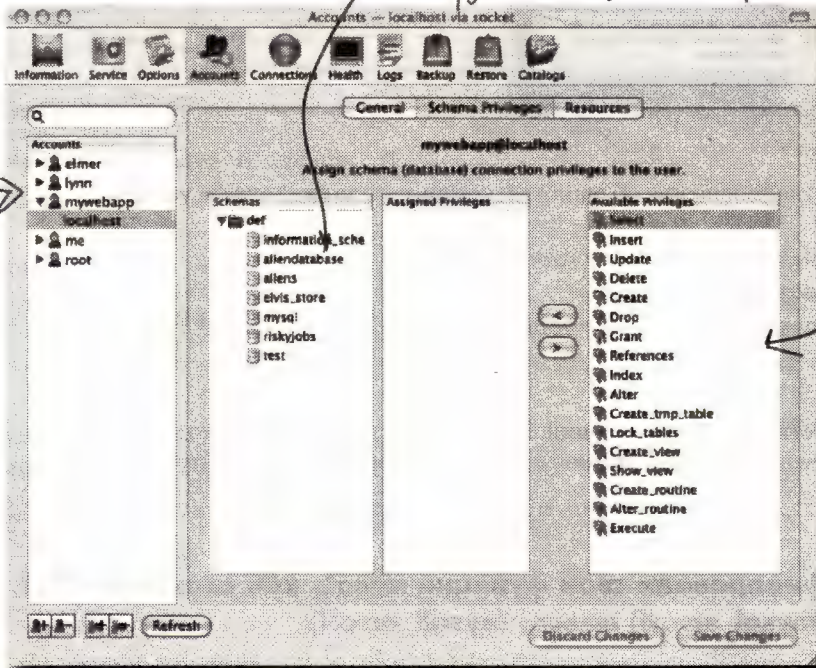 Accounts — localhost via socket
Information Service Options Accounts Connections Health Logs Backup Restore Catalogs
General Schema Privileges Resources
mywebapp@localhost
Assign schema (database) connection privileges to the user.
Accounts
elmer
lynn
mywebapp
localhost
me
root
Schemas
def
information_sche
aliendatabase
aliens
elvis_store
mysql
riskyjobs
test
Assigned Privileges
Available Privileges
Select
Insert
Update
Delete
Create
Drop
Grant
References
Index
Alter
Create_tmp_table
Lock_tables
Create_view
Show_view
Create_routine
Alter_routine
Execute
Refresh
Discard Changes Save Changes